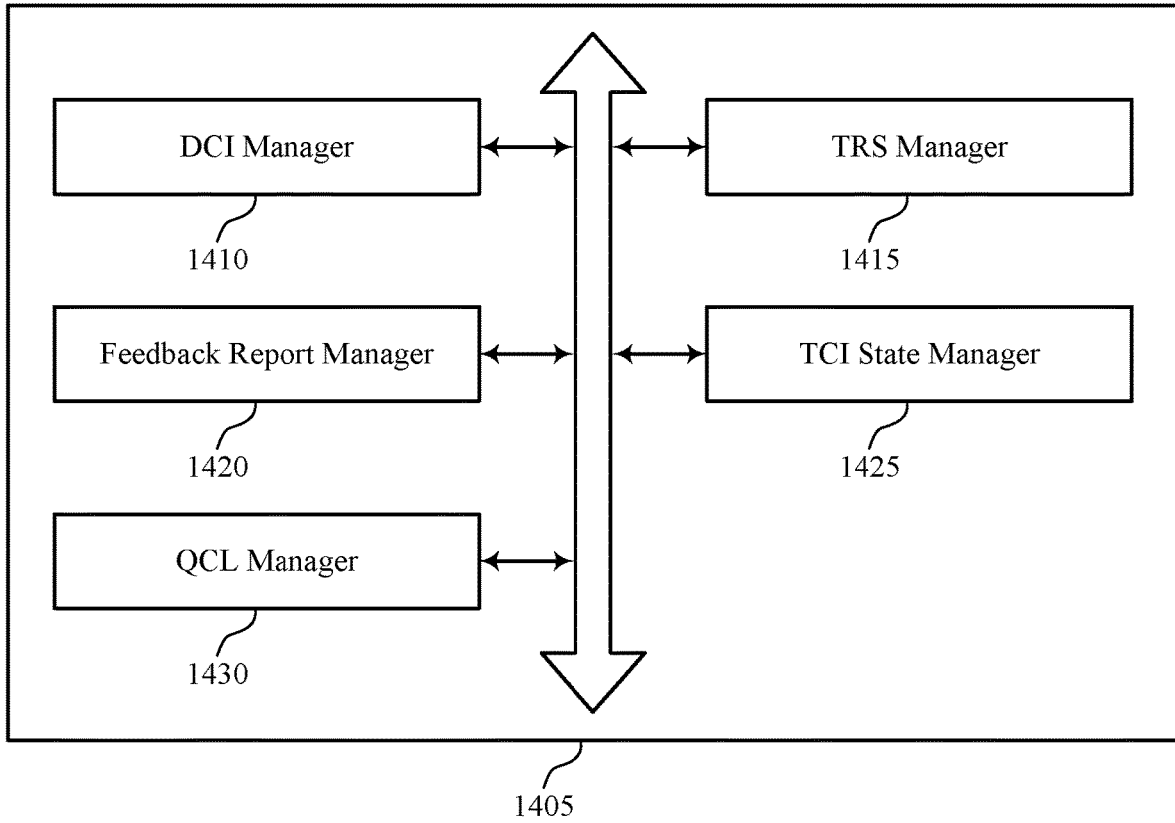 DCI Manager
TRS Manager
1410
1415
Feedback Report Manager
TCI State Manager
1420
1425
QCL Manager
1430
1405